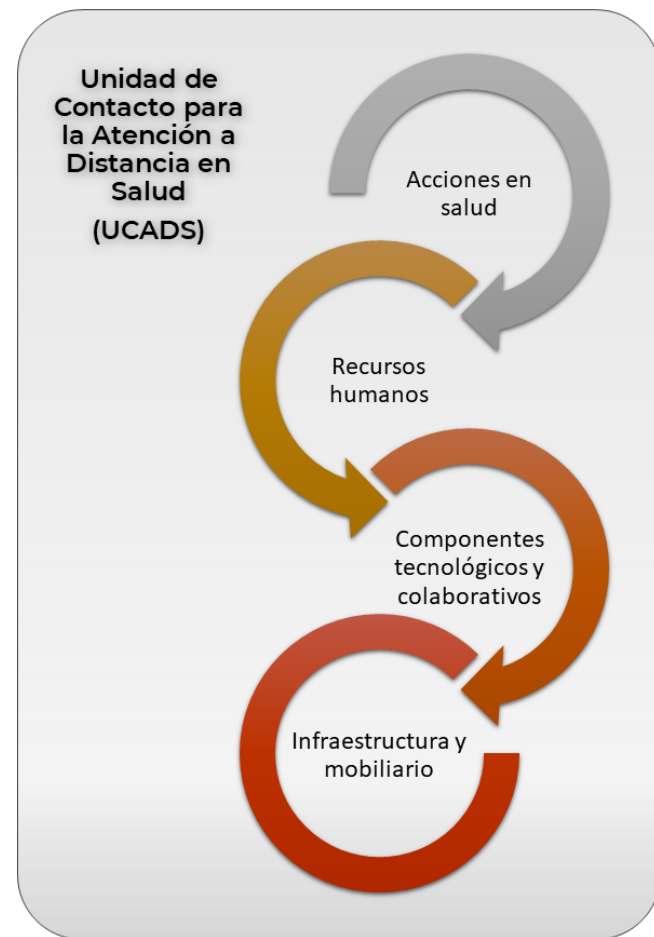 Unidad de
Contacto para
la Atención a
Distancia en
Salud
(UCADS)
Acciones en
salud
Recursos
humanos
Componentes
tecnológicos y
colaborativos
Infraestructura y
mobiliario